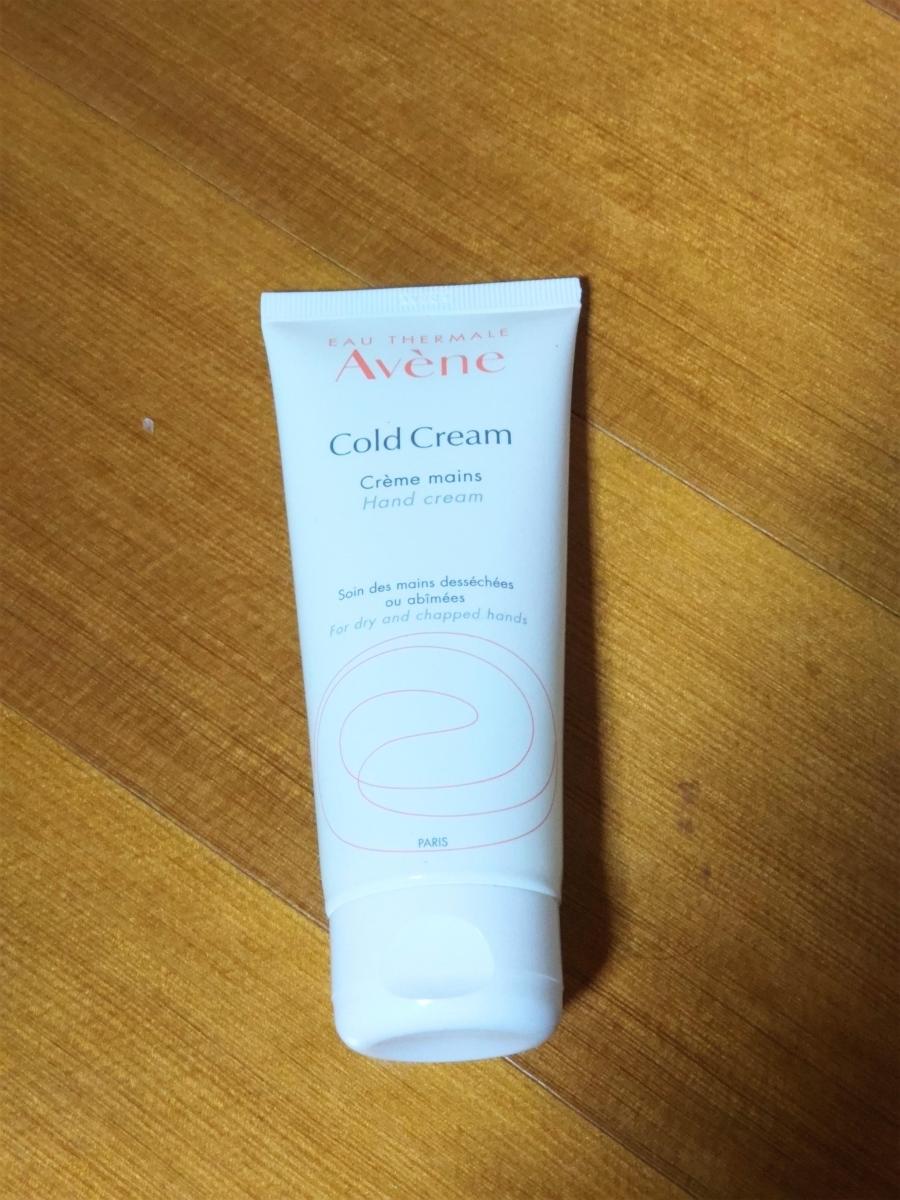 EAU THERMALE
Avène
Cold Cream
Crème mains
Hand cream
Soin des mains desséchées
ou abîmées
For dry and chapped hands
PARIS